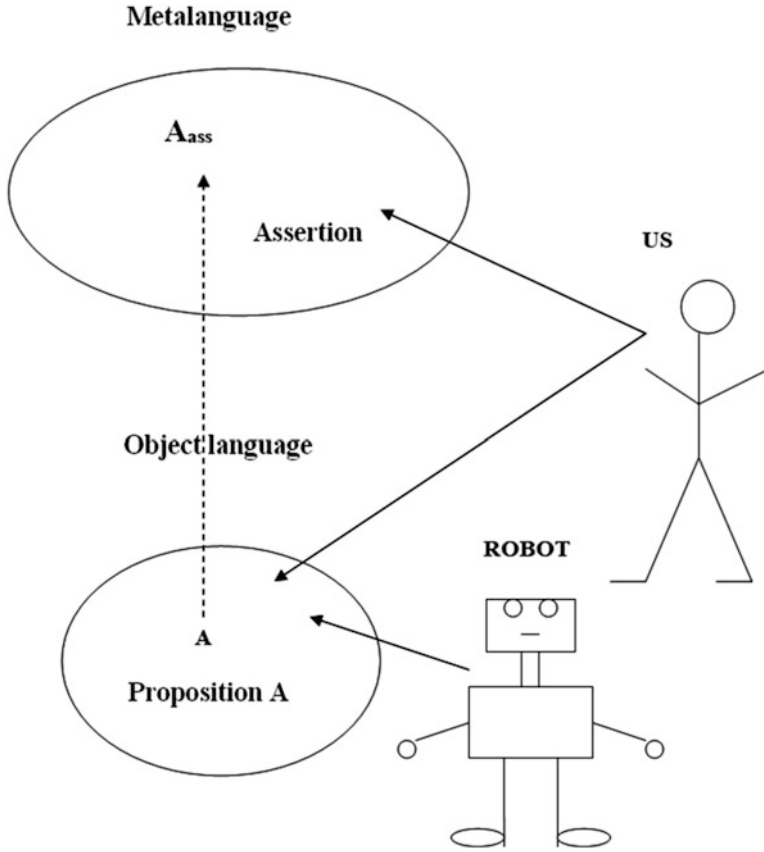 Metalanguage
Aass
Assertion
US
Object language
ROBOT
A
Proposition A